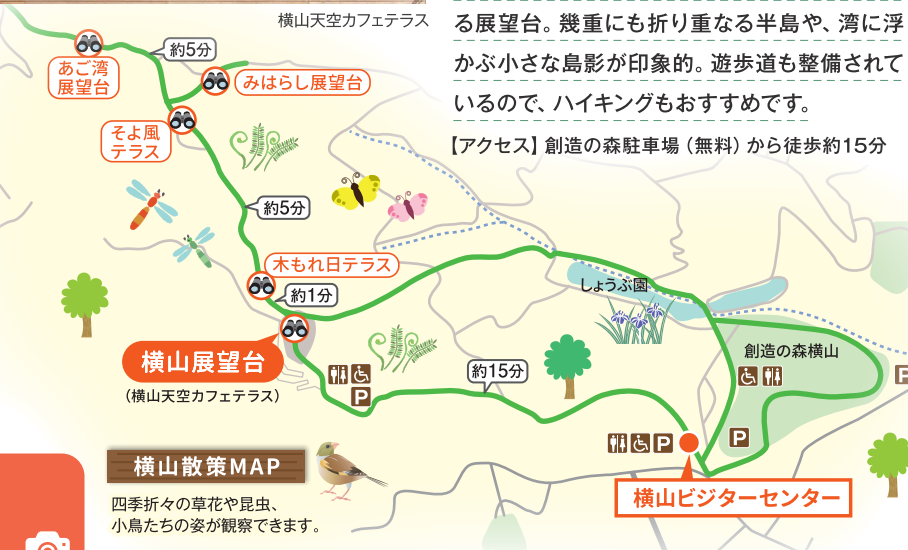 横山天空カフェテラス
る展望台。幾重にも折り重なる半島や、湾に浮
かぶ小さな島影が印象的。遊歩道も整備されて
いるので、ハイキングもおすすめです。
【アクセス】創造の森駐車場（無料）から徒歩約15分
あご湾
展望台
約5分
みはらし展望台
そよ風
テラス
約5分
木もれ日テラス
約1分
しょうぶ園
横山展望台
（横山天空カフェテラス）
P
約15分
創造の森横山
P
P
P
横山ビジターセンター
横山散策MAP
四季折々の草花や昆虫、
小鳥たちの姿が観察できます。